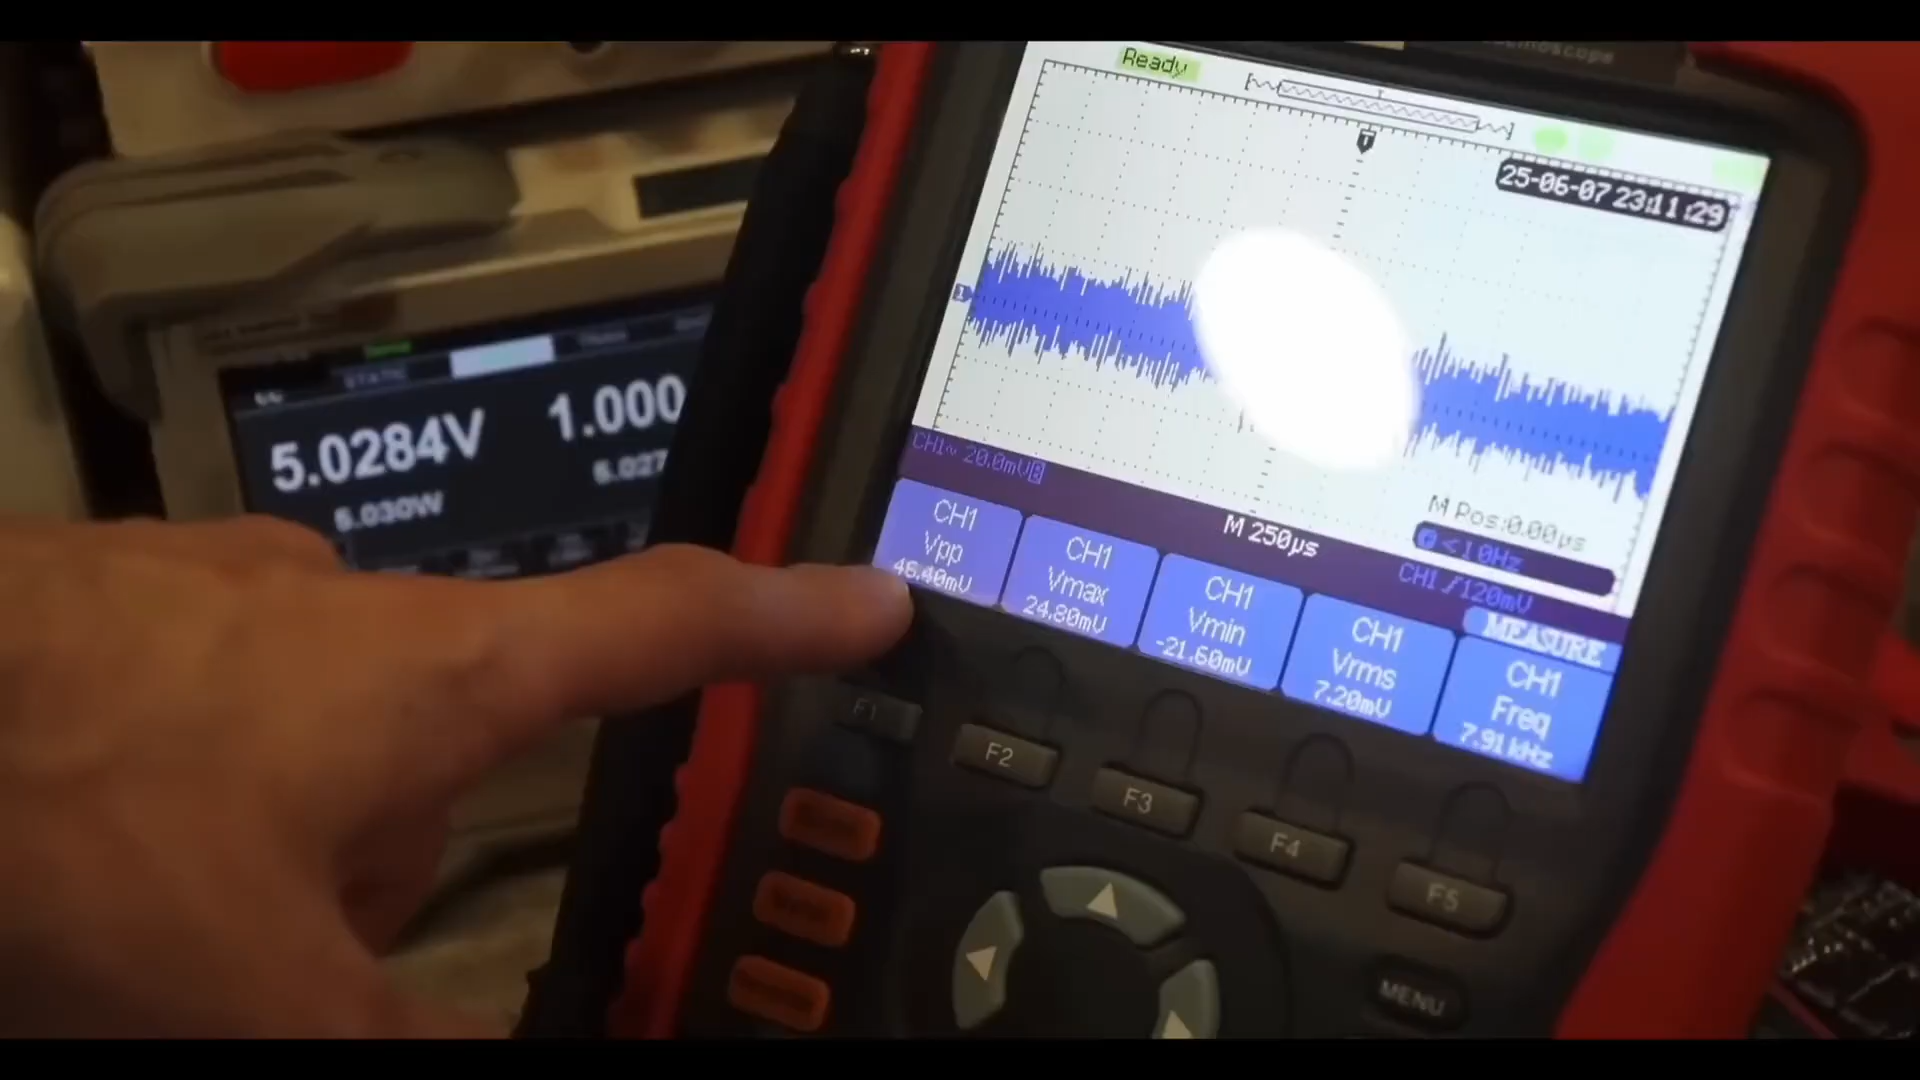 Ready
25-06-07 23:11:29
CH1~ 20.0mV
M 250µs
M Pos:0.00µs
<10Hz
CH1 /120mV
MEASURE
CH1
Vpp
46.40mV
CH1
Vmax
24.80mV
CH1
Vmin
-21.60mV
CH1
Vrms
7.20mV
CH1
Freq
7.91kHz
F1
F2
F3
F4
F5
MENU
CC
STATIC
5.0284V
1.000
5.030W